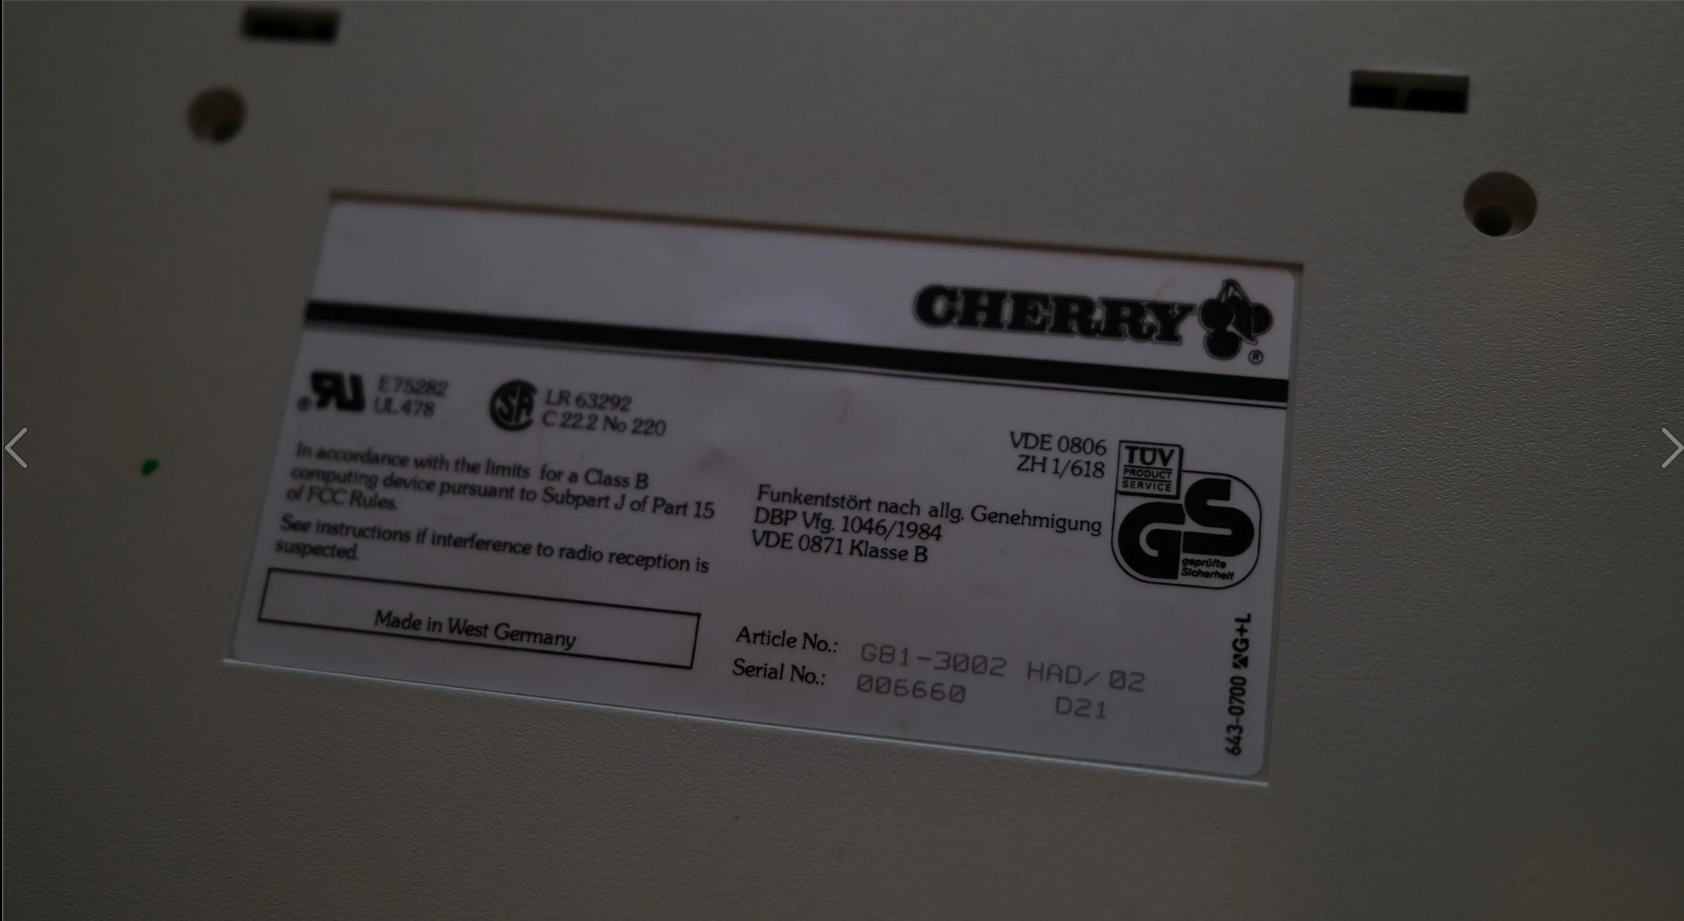 CHERRY
®
E 75282
UL 478
LR 63292
C 22.2 No 220
In accordance with the limits for a Class B
computing device pursuant to Subpart J of Part 15
of FCC Rules.
See instructions if interference to radio reception is
suspected.
Made in West Germany
VDE 0806
ZH 1/618
TÜV
PRODUCT
SERVICE
GS
geprüfte
Sicherheit
Funkentstört nach allg. Genehmigung
DBP Vfg. 1046/1984
VDE 0871 Klasse B
Article No.: G81-3002 HAD/02
Serial No.: 006660 D21
643-0700 G+L